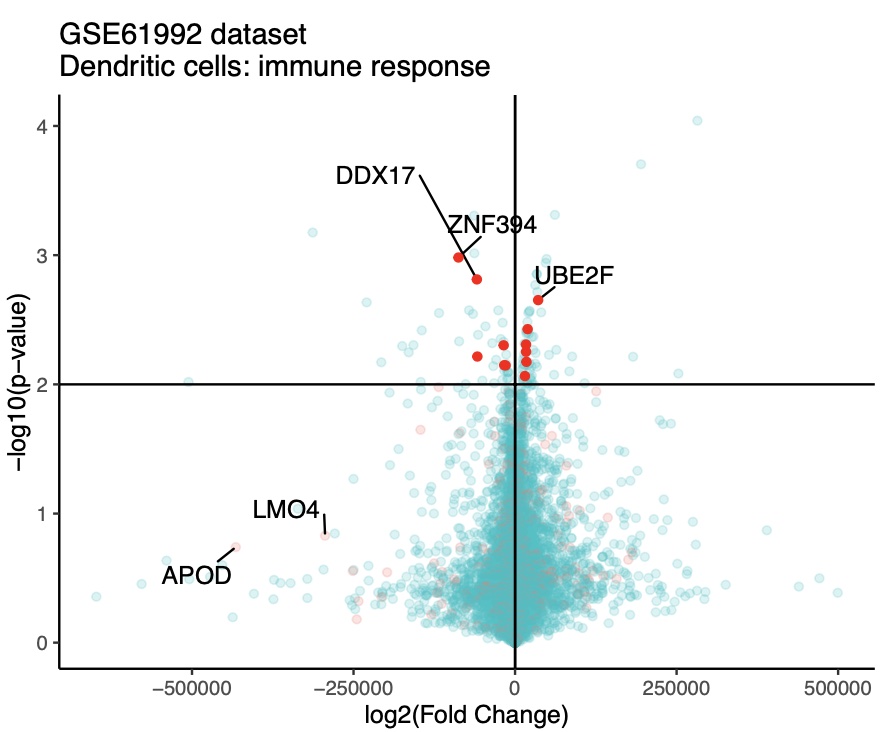 GSE61992 dataset
Dendritic cells: immune response
4
3
2
1
0
−log10(p−value)
DDX17
ZNF394
UBE2F
LMO4
APOD
−500000 −250000 0 250000 500000
log2(Fold Change)